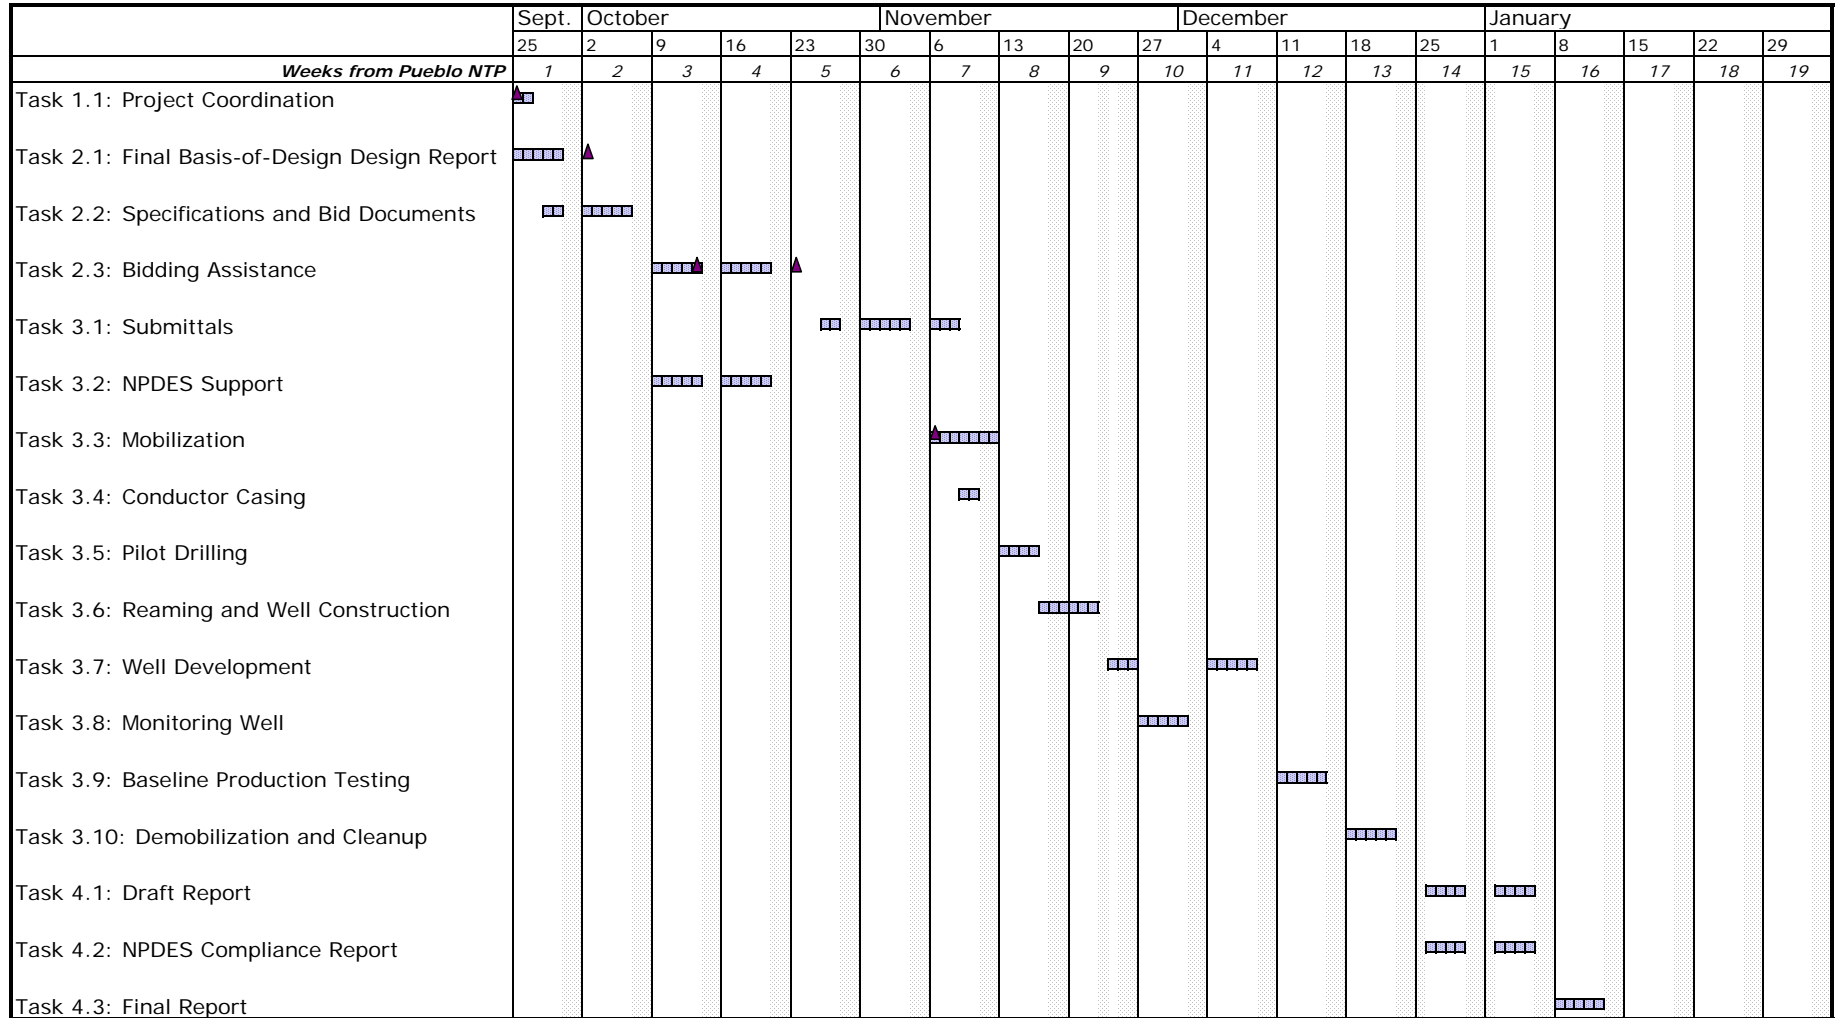 Sept. October November December January
25 2 9 16 23 30 6 13 20 27 4 11 18 25 1 8 15 22 29
Weeks from Pueblo NTP 1 2 3 4 5 6 7 8 9 10 11 12 13 14 15 16 17 18 19
Task 1.1: Project Coordination
Task 2.1: Final Basis-of-Design Design Report
Task 2.2: Specifications and Bid Documents
Task 2.3: Bidding Assistance
Task 3.1: Submittals
Task 3.2: NPDES Support
Task 3.3: Mobilization
Task 3.4: Conductor Casing
Task 3.5: Pilot Drilling
Task 3.6: Reaming and Well Construction
Task 3.7: Well Development
Task 3.8: Monitoring Well
Task 3.9: Baseline Production Testing
Task 3.10: Demobilization and Cleanup
Task 4.1: Draft Report
Task 4.2: NPDES Compliance Report
Task 4.3: Final Report